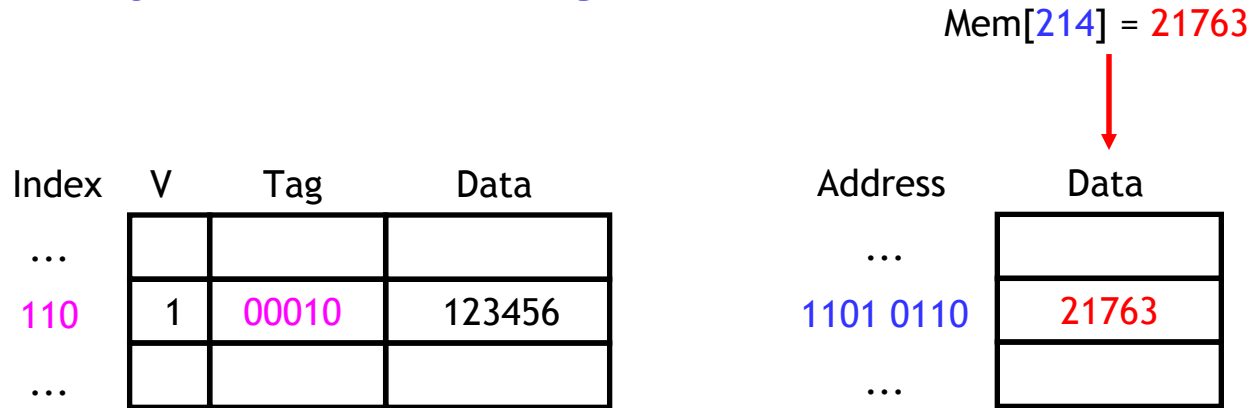 Mem[214] = 21763
Index V Tag Data
Address Data
...
...
110 1 00010 123456
1101 0110 21763
...
...